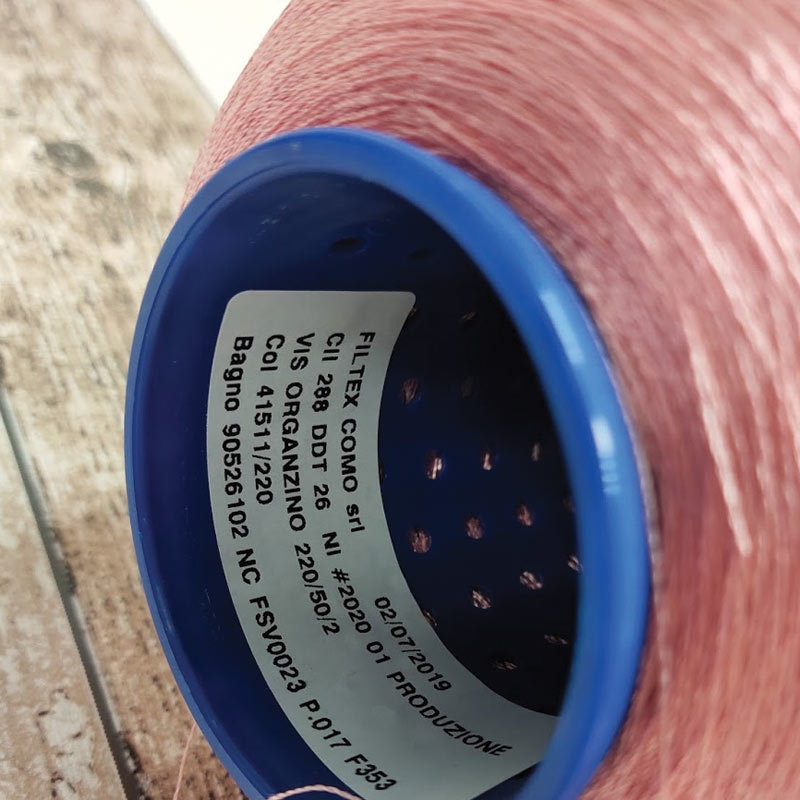 FILTEX COMO srl 02/07/2019
Cli 288 DDT 26 NI #2020 01 PRODUZIONE
VIS ORGANZINO 220/50/2
Col 41511/220
Bagno 90526102 NC FSV0023 P.017 F353